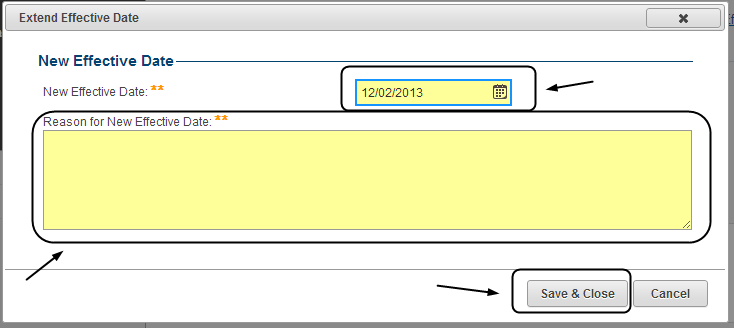 Extend Effective Date
New Effective Date
New Effective Date: **
12/02/2013
Reason for New Effective Date: **
Save & Close
Cancel